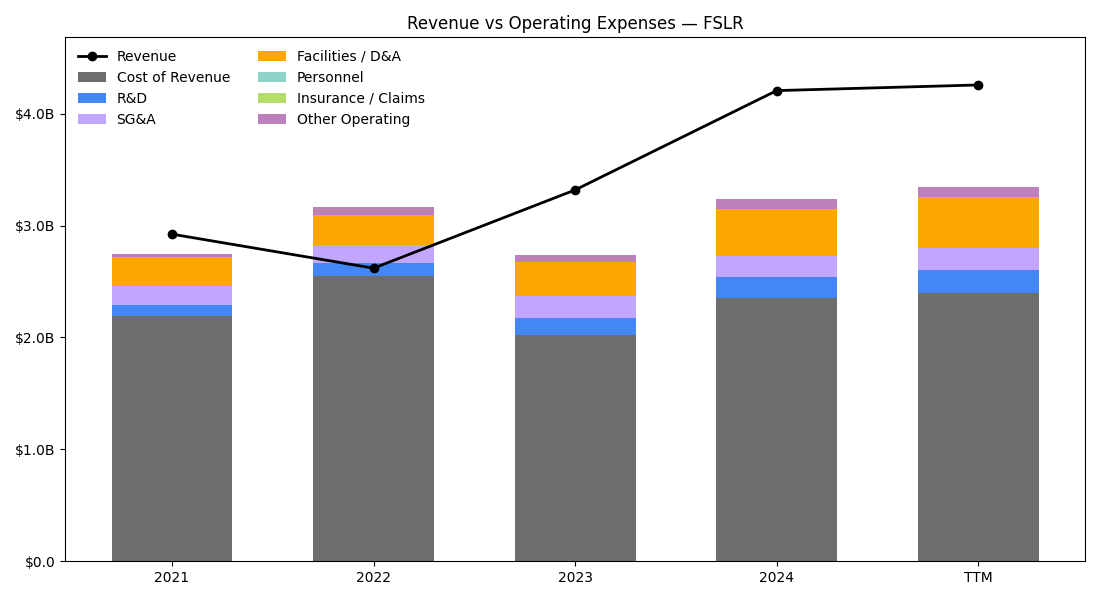 Revenue vs Operating Expenses — FSLR
Revenue
Cost of Revenue
R&D
SG&A
Facilities / D&A
Personnel
Insurance / Claims
Other Operating
$4.0B
$3.0B
$2.0B
$1.0B
$0.0
2021 2022 2023 2024 TTM